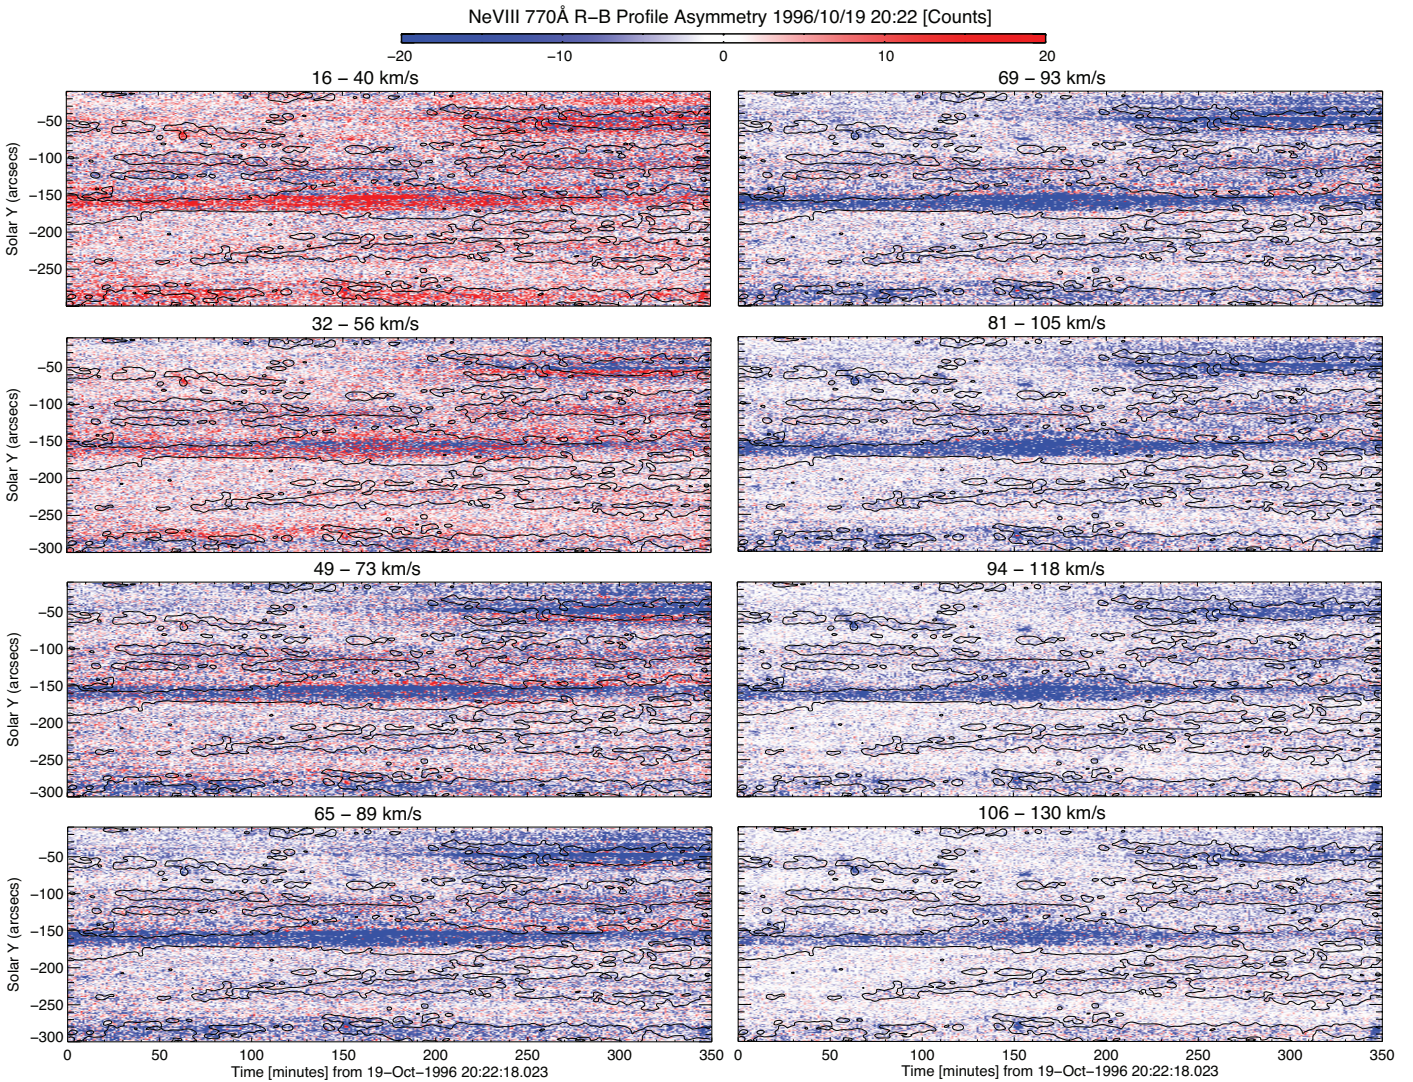 NeVIII 770Å R−B Profile Asymmetry 1996/10/19 20:22 [Counts]
−20 −10 0 10 20
16 − 40 km/s
69 − 93 km/s
Solar Y (arcsecs)
−50
−100
−150
−200
−250
32 − 56 km/s
81 − 105 km/s
Solar Y (arcsecs)
−50
−100
−150
−200
−250
−300
49 − 73 km/s
94 − 118 km/s
Solar Y (arcsecs)
−50
−100
−150
−200
−250
−300
65 − 89 km/s
106 − 130 km/s
Solar Y (arcsecs)
−50
−100
−150
−200
−250
−300
0 50 100 150 200 250 300 350
0 50 100 150 200 250 300 350
Time [minutes] from 19−Oct−1996 20:22:18.023
Time [minutes] from 19−Oct−1996 20:22:18.023